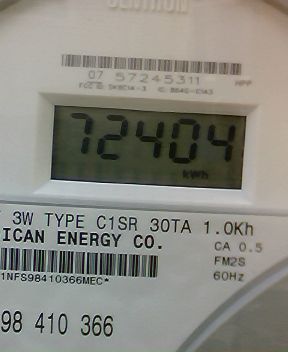 CENTRON
07 57245311
72404
kWh
3W TYPE C1SR 30TA 1.0Kh
ICAN ENERGY CO.
CA 0.5
FM2S
60Hz
1NFS98410366MEC*
98 410 366